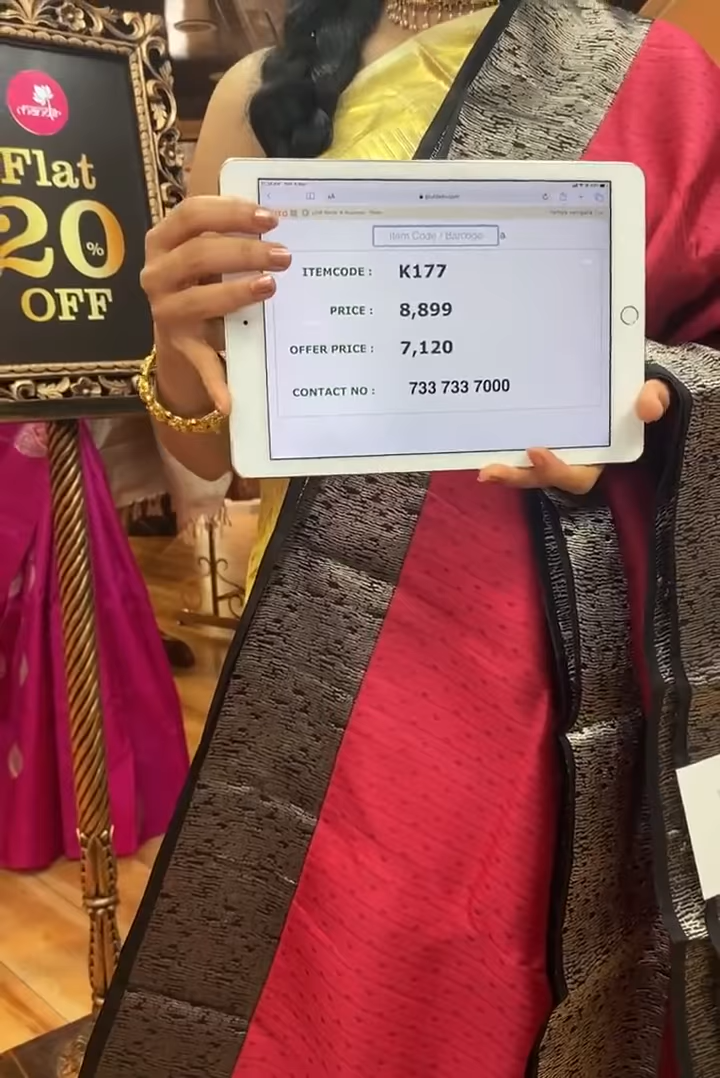 mandir
Flat
20%
OFF
Item Code / Barcode
ITEMCODE : K177
PRICE : 8,899
OFFER PRICE : 7,120
CONTACT NO : 733 733 7000